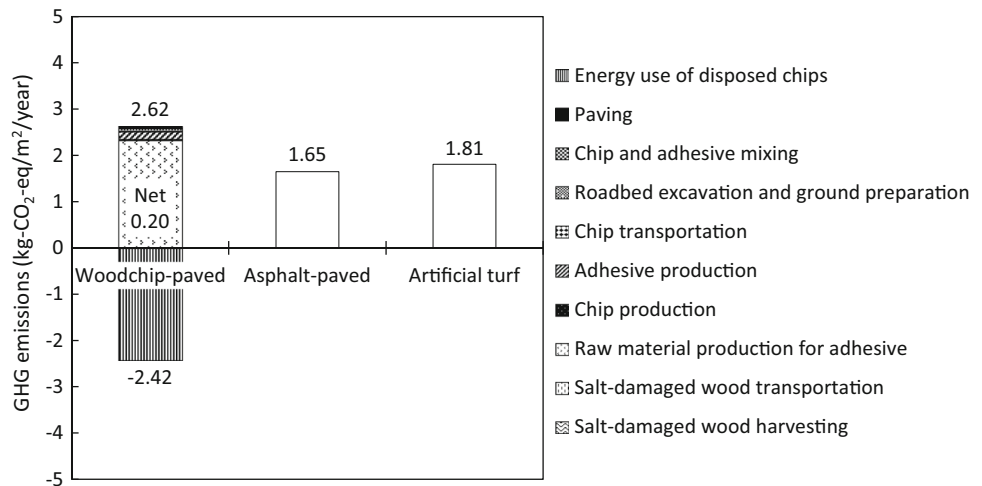 GHG emissions (kg-CO₂-eq/m²/year)
5
4
3
2
1
0
-1
-2
-3
-4
-5
2.62
Net
0.20
-2.42
1.65
1.81
Woodchip-paved
Asphalt-paved
Artificial turf
Energy use of disposed chips
Paving
Chip and adhesive mixing
Roadbed excavation and ground preparation
Chip transportation
Adhesive production
Chip production
Raw material production for adhesive
Salt-damaged wood transportation
Salt-damaged wood harvesting